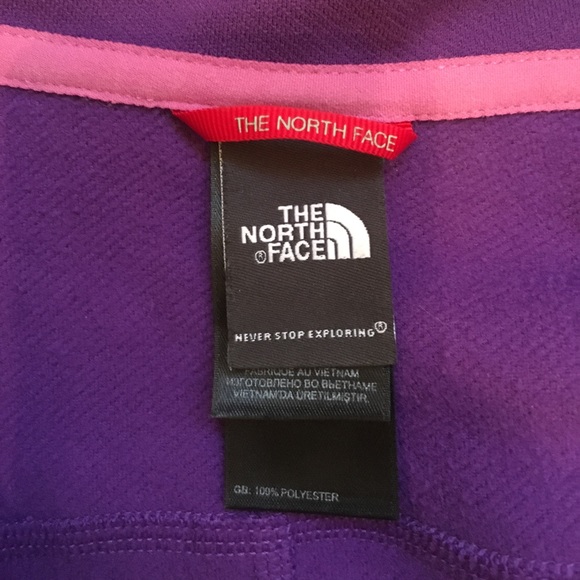 THE NORTH FACE
THE
NORTH
®FACE
NEVER STOP EXPLORING®
FABRIQUE AU VIETNAM
ИЗГОТОВЛЕНО ВО ВЬЕТНАМЕ
VIETNAM'DA ÜRETILMIŞTIR.
GB: 100% POLYESTER